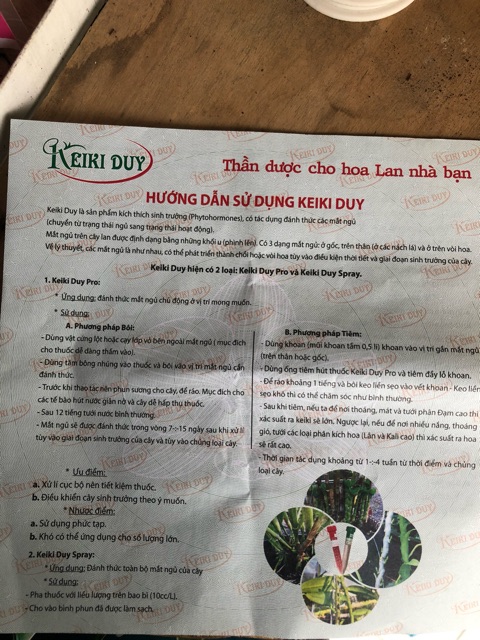 KEIKI DUY
Thần dược cho hoa Lan nhà bạn
HƯỚNG DẪN SỬ DỤNG KEIKI DUY
Keiki Duy là sản phẩm kích thích sinh trưởng (Phytohormones), có tác dụng đánh thức các mắt ngủ
(chuyển từ trạng thái ngủ sang trạng thái hoạt động).
Mắt ngủ trên cây lan được định dạng bằng những khối u (phình lên). Có 3 dạng mắt ngủ: ở gốc, trên thân (ở các nách lá) và ở trên vòi hoa.
Về lý thuyết, các mắt ngủ là như nhau, có thể phát triển thành chồi hoặc vòi hoa tùy vào điều kiện thời tiết và giai đoạn sinh trưởng của cây.
Keiki Duy hiện có 2 loại: Keiki Duy Pro và Keiki Duy Spray.
1. Keiki Duy Pro:
* Ứng dụng: đánh thức mắt ngủ chủ động ở vị trí mong muốn.
* Sử dụng:
A. Phương pháp Bôi:
- Dùng vật cứng lột hoặc cạy lớp vỏ bên ngoài mắt ngủ ( mục đích
cho thuốc dễ dàng thấm vào).
- Dùng tăm bông nhúng vào thuốc và bôi vào vị trí mắt ngủ cần
đánh thức.
- Trước khi thao tác nên phun sương cho cây, để ráo. Mục đích cho
các tế bào hút nước giãn nở và cây dễ hấp thụ thuốc.
- Sau 12 tiếng tưới nước bình thường
- Mắt ngủ sẽ được đánh thức trong vòng 7-:-15 ngày sau khi xử lí
tùy vào giai đoạn sinh trưởng của cây và tùy vào chủng loại cây.
B. Phương pháp Tiêm:
- Dùng khoan (mũi khoan tầm 0,5 li) khoan vào vị trí gần mắt ngủ
(trên thân hoặc gốc).
- Dùng ống tiêm hút thuốc Keiki Duy Pro và tiêm đầy lỗ khoan.
- Để ráo khoảng 1 tiếng và bôi keo liền sẹo vào vết khoan - Keo liền
sẹo khô thì có thể chăm sóc như bình thường.
- Sau khi tiêm, nếu ta để nơi thoáng, mát và tưới phân Đạm cao thì
xác suất ra keiki sẽ lớn. Ngược lại, nếu để nơi nhiều nắng, thoáng
gió, tưới các loại phân kích hoa (Lân và Kali cao) thì xác suất ra hoa
sẽ rất cao.
- Thời gian tác dụng khoảng từ 1-:-4 tuần từ thời điểm và chủng
loại cây.
* Ưu điểm:
a. Xử lí cục bộ nên tiết kiệm thuốc.
b. Điều khiển cây sinh trưởng theo ý muốn.
* Nhược điểm:
a. Sử dụng phức tạp.
b. Khó có thể ứng dụng cho số lượng lớn.
2. Keiki Duy Spray:
* Ứng dụng: Đánh thức toàn bộ mắt ngủ của cây
* Sử dụng:
- Pha thuốc với liều lượng trên bao bì (10cc/L).
- Cho vào bình phun đã được làm sạch.